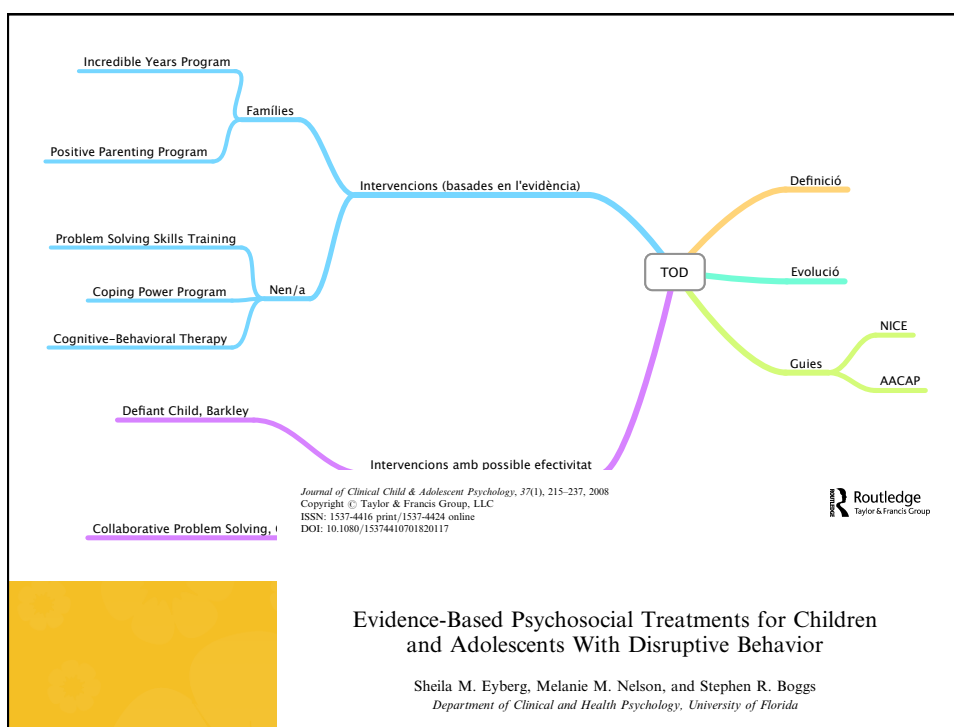 Incredible Years Program
Famílies
Positive Parenting Program
Intervencions (basades en l'evidència)
Problem Solving Skills Training
Coping Power Program
Nen/a
Cognitive-Behavioral Therapy
Definició
TOD
Evolució
NICE
Guies
AACAP
Defiant Child, Barkley
Intervencions amb possible efectivitat
Collaborative Problem Solving,
Journal of Clinical Child & Adolescent Psychology, 37(1), 215–237, 2008
Copyright © Taylor & Francis Group, LLC
ISSN: 1537-4416 print/1537-4424 online
DOI: 10.1080/15374410701820117
ROUTLEDGE
Routledge
Taylor & Francis Group
Evidence-Based Psychosocial Treatments for Children
and Adolescents With Disruptive Behavior
Sheila M. Eyberg, Melanie M. Nelson, and Stephen R. Boggs
Department of Clinical and Health Psychology, University of Florida